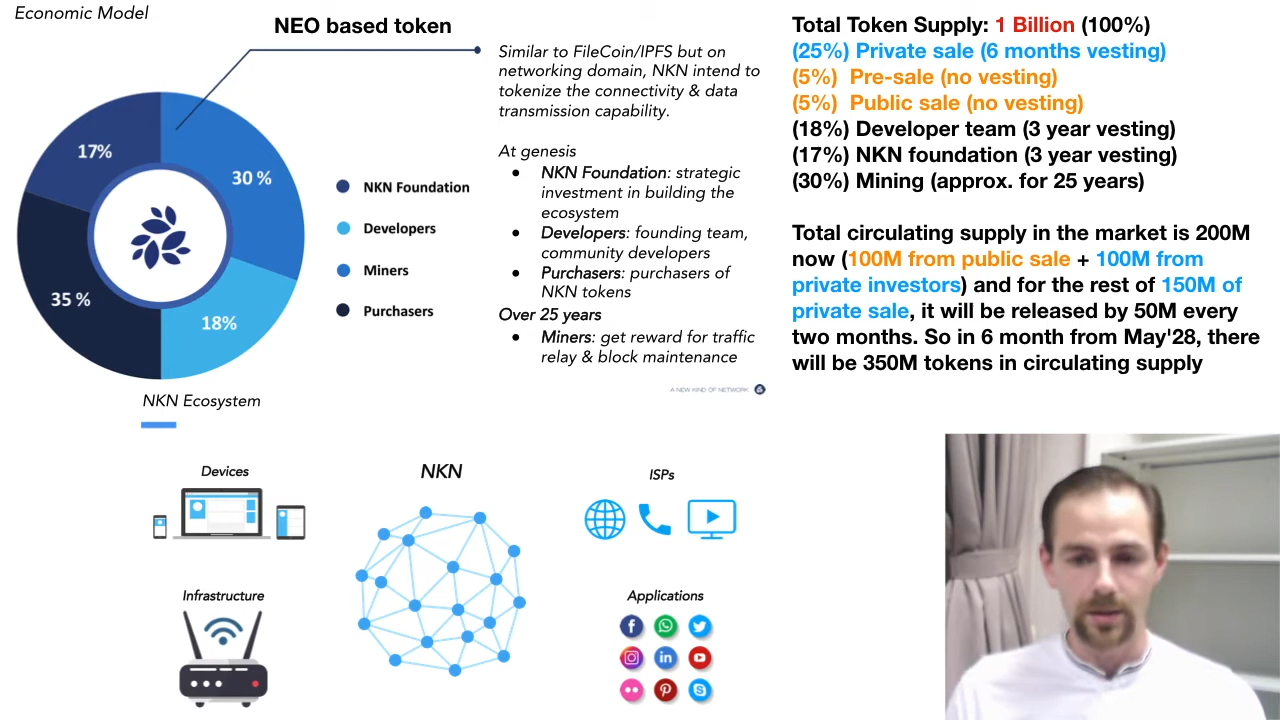 Economic Model
NEO based token
17%
30 %
35 %
18%
NKN Foundation
Developers
Miners
Purchasers
Similar to FileCoin/IPFS but on
networking domain, NKN intend to
tokenize the connectivity & data
transmission capability.
At genesis
• NKN Foundation: strategic
investment in building the
ecosystem
• Developers: founding team,
community developers
• Purchasers: purchasers of
NKN tokens
Over 25 years
• Miners: get reward for traffic
relay & block maintenance
A NEW KIND OF NETWORK
Total Token Supply: 1 Billion (100%)
(25%) Private sale (6 months vesting)
(5%) Pre-sale (no vesting)
(5%) Public sale (no vesting)
(18%) Developer team (3 year vesting)
(17%) NKN foundation (3 year vesting)
(30%) Mining (approx. for 25 years)
Total circulating supply in the market is 200M
now (100M from public sale + 100M from
private investors) and for the rest of 150M of
private sale, it will be released by 50M every
two months. So in 6 month from May'28, there
will be 350M tokens in circulating supply
NKN Ecosystem
Devices
NKN
ISPs
Infrastructure
Applications